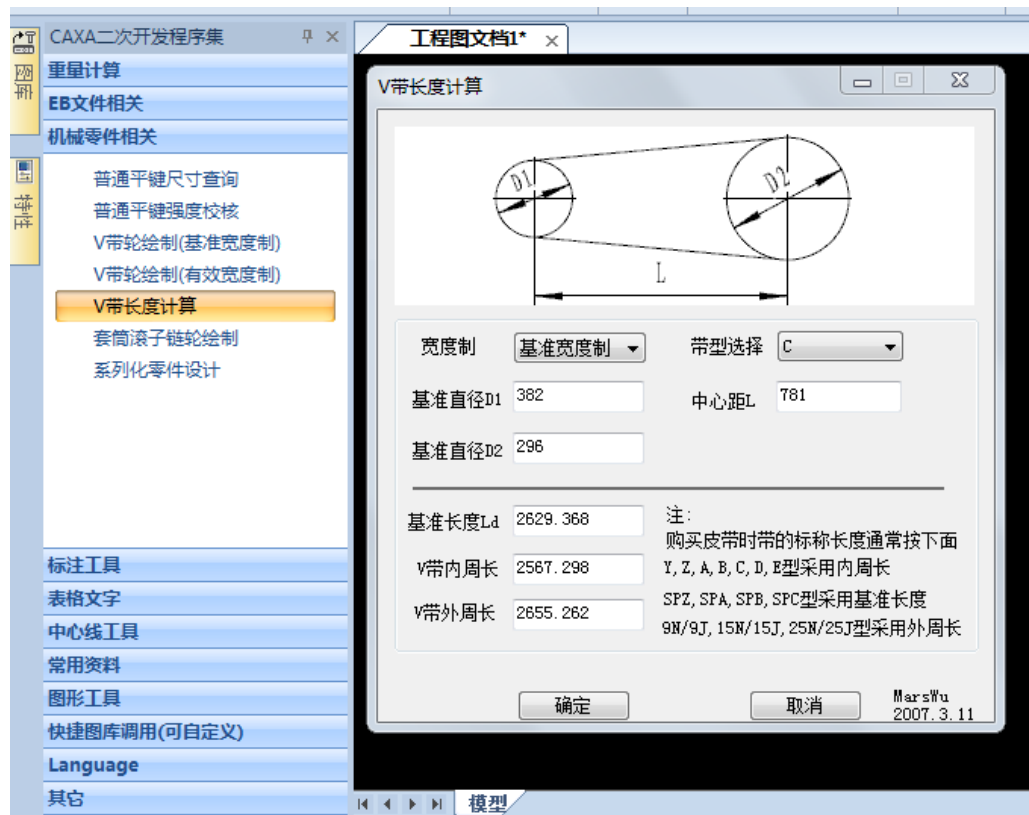 CAXA二次开发程序集
重量计算
EB文件相关
机械零件相关
普通平键尺寸查询
普通平键强度校核
V带轮绘制(基准宽度制)
V带轮绘制(有效宽度制)
V带长度计算
套筒滚子链轮绘制
系列化零件设计
标注工具
表格文字
中心线工具
常用资料
图形工具
快捷图库调用(可自定义)
Language
其它
图库
特性
工程图文档1*
V带长度计算
D1
D2
L
宽度制 基准宽度制 带型选择 C
基准直径D1 382 中心距L 781
基准直径D2 296
基准长度Ld 2629.368
V带内周长 2567.298
V带外周长 2655.262
注:
购买皮带时带的标称长度通常按下面
Y,Z,A,B,C,D,E型采用内周长
SPZ,SPA,SPB,SPC型采用基准长度
9N/9J,15N/15J,25N/25J型采用外周长
确定 取消 MarsWu
2007.3.11
模型